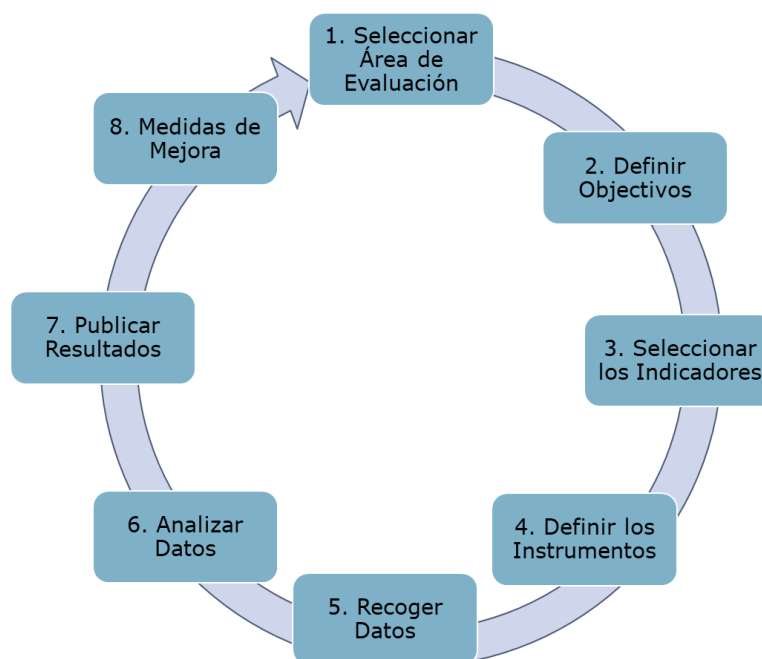 1. Seleccionar
Área de
Evaluación
2. Definir
Objectivos
3. Seleccionar
los Indicadores
4. Definir los
Instrumentos
5. Recoger
Datos
6. Analizar
Datos
7. Publicar
Resultados
8. Medidas de
Mejora